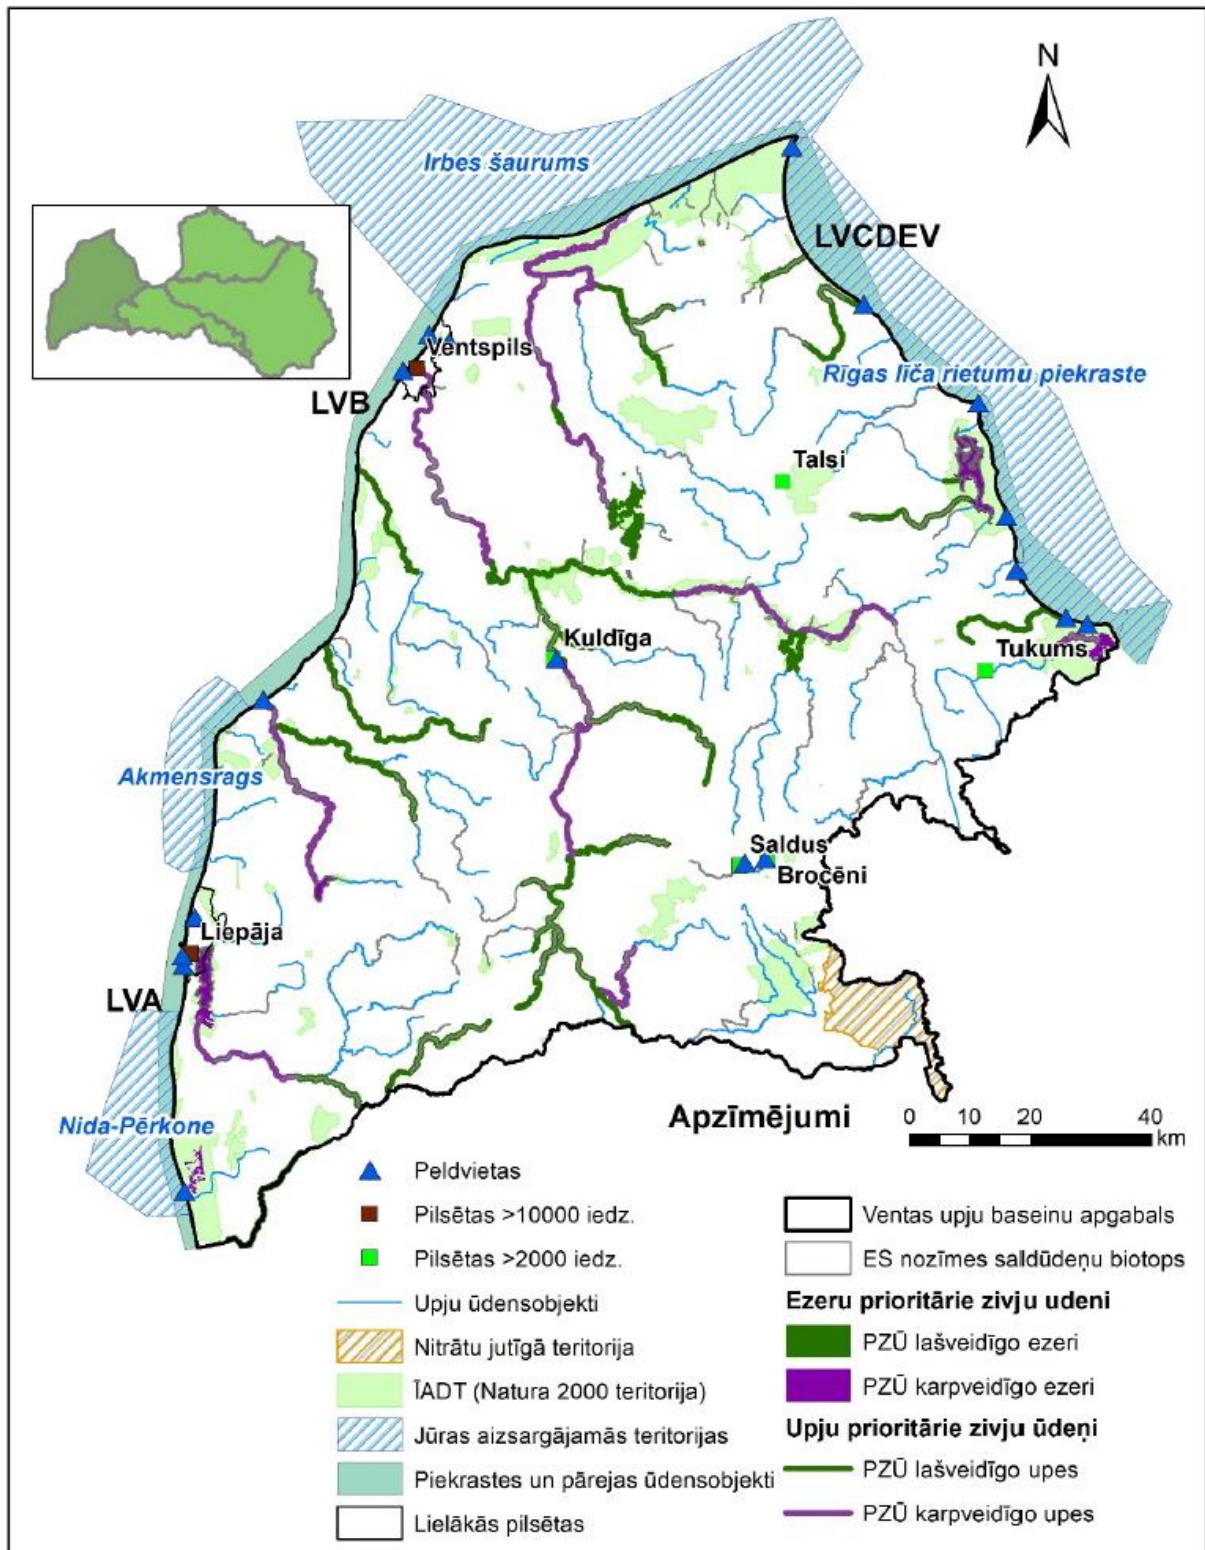 N
Irbes šaurums
LVCDEV
Ventspils
Rīgas līča rietumu piekraste
LVB
Talsi
Kuldīga
Tukums
Akmensrags
Saldus
Brocēni
Liepāja
LVA
Nida-Pērkone
Apzīmējumi
0 10 20 40
km
Peldvietas
Pilsētas >10000 iedz.
Pilsētas >2000 iedz.
Upju ūdensobjekti
Nitrātu jutīgā teritorija
ĪADT (Natura 2000 teritorija)
Jūras aizsargājamās teritorijas
Piekrastes un pārejas ūdensobjekti
Lielākās pilsētas
Ventas upju baseinu apgabals
ES nozīmes saldūdeņu biotops
Ezeru prioritārie zivju udeni
PZŪ lašveidīgo ezeri
PZŪ karpveidīgo ezeri
Upju prioritārie zivju ūdeņi
PZŪ lašveidīgo upes
PZŪ karpveidīgo upes